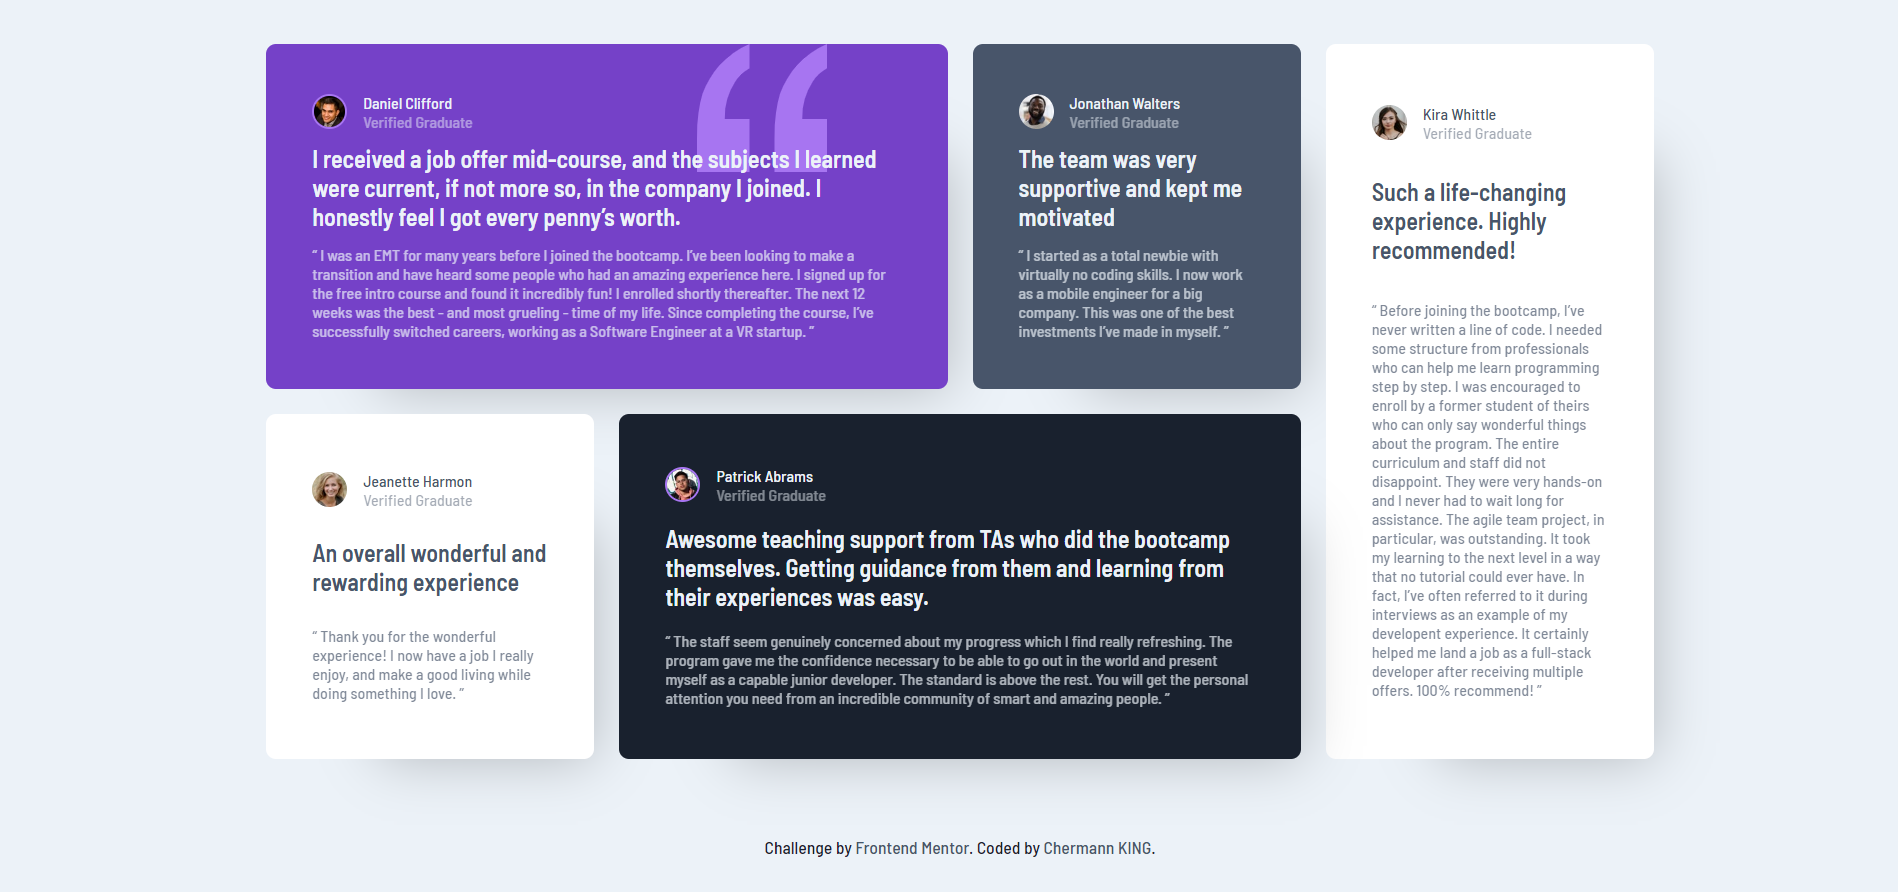 Daniel Clifford
Verified Graduate
I received a job offer mid-course, and the subjects I learned
were current, if not more so, in the company I joined. I
honestly feel I got every penny’s worth.
“ I was an EMT for many years before I joined the bootcamp. I’ve been looking to make a
transition and have heard some people who had an amazing experience here. I signed up for
the free intro course and found it incredibly fun! I enrolled shortly thereafter. The next 12
weeks was the best - and most grueling - time of my life. Since completing the course, I’ve
successfully switched careers, working as a Software Engineer at a VR startup. ”
Jonathan Walters
Verified Graduate
The team was very
supportive and kept me
motivated
“ I started as a total newbie with
virtually no coding skills. I now work
as a mobile engineer for a big
company. This was one of the best
investments I’ve made in myself. ”
Kira Whittle
Verified Graduate
Such a life-changing
experience. Highly
recommended!
“ Before joining the bootcamp, I’ve
never written a line of code. I needed
some structure from professionals
who can help me learn programming
step by step. I was encouraged to
enroll by a former student of theirs
who can only say wonderful things
about the program. The entire
curriculum and staff did not
disappoint. They were very hands-on
and I never had to wait long for
assistance. The agile team project, in
particular, was outstanding. It took
my learning to the next level in a way
that no tutorial could ever have. In
fact, I’ve often referred to it during
interviews as an example of my
developent experience. It certainly
helped me land a job as a full-stack
developer after receiving multiple
offers. 100% recommend! ”
Jeanette Harmon
Verified Graduate
An overall wonderful and
rewarding experience
“ Thank you for the wonderful
experience! I now have a job I really
enjoy, and make a good living while
doing something I love. ”
Patrick Abrams
Verified Graduate
Awesome teaching support from TAs who did the bootcamp
themselves. Getting guidance from them and learning from
their experiences was easy.
“ The staff seem genuinely concerned about my progress which I find really refreshing. The
program gave me the confidence necessary to be able to go out in the world and present
myself as a capable junior developer. The standard is above the rest. You will get the personal
attention you need from an incredible community of smart and amazing people. ”
Challenge by Frontend Mentor. Coded by Chermann KING.